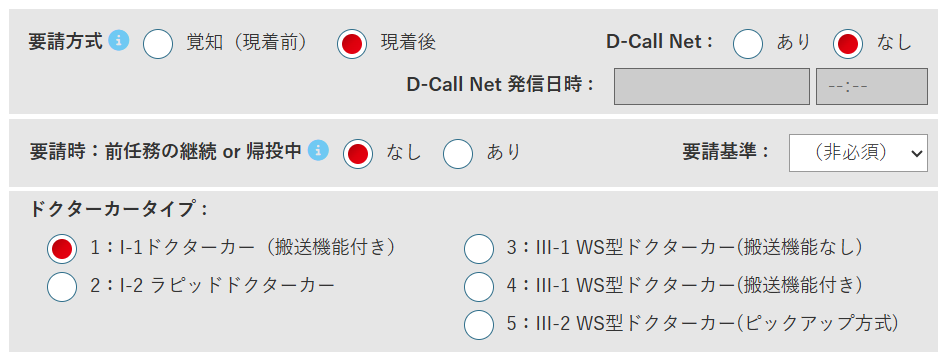 要請方式 i 覚知（現着前） 現着後 D-Call Net： あり なし
D-Call Net 発信日時： --:--
要請時：前任務の継続 or 帰投中 i なし あり 要請基準： （非必須）
ドクターカータイプ：
1：I-1ドクターカー（搬送機能付き） 3：III-1 WS型ドクターカー(搬送機能なし)
2：I-2 ラピッドドクターカー 4：III-1 WS型ドクターカー(搬送機能付き)
5：III-2 WS型ドクターカー(ピックアップ方式)